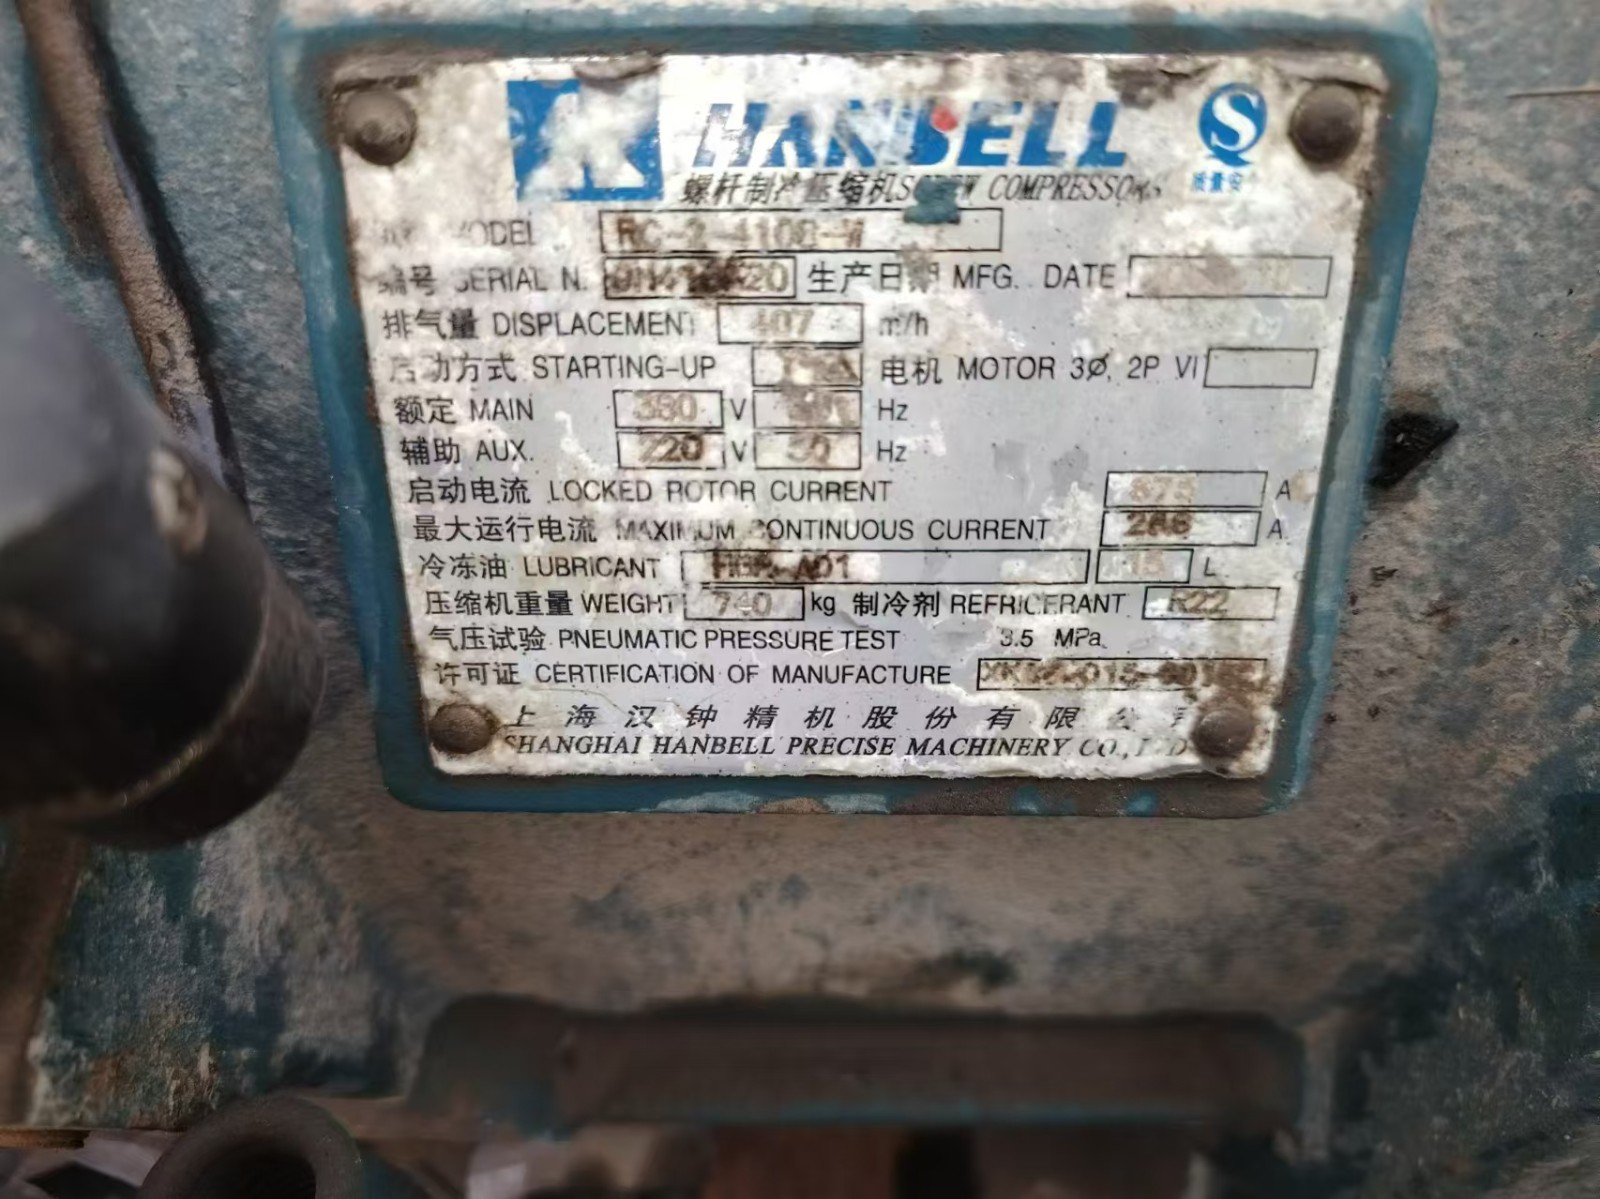 HANBELL
螺杆制冷压缩机SCREW COMPRESSORS
质量安
MODEL
编号 SERIAL N. 生产日期 MFG. DATE
排气量 DISPLACEMENT 407 m/h
启动方式 STARTING-UP 电机 MOTOR 3Ø, 2P VI
额定 MAIN 380 V Hz
辅助 AUX. 220 V 50 Hz
启动电流 LOCKED ROTOR CURRENT A
最大运行电流 MAXIMUM CONTINUOUS CURRENT A
冷冻油 LUBRICANT L
压缩机重量 WEIGHT 740 kg 制冷剂 REFRIGERANT R22
气压试验 PNEUMATIC PRESSURE TEST 3.5 MPa
许可证 CERTIFICATION OF MANUFACTURE
上海汉钟精机股份有限公司
SHANGHAI HANBELL PRECISE MACHINERY CO., LTD